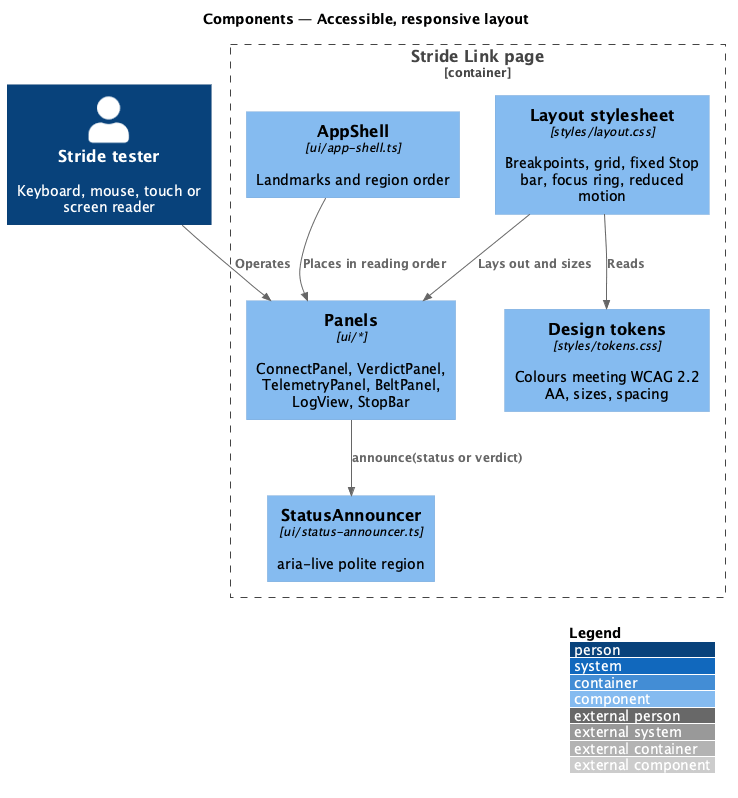 Components — Accessible, responsive layout
Stride Link page
[container]
Stride tester
Keyboard, mouse, touch or
screen reader
AppShell
[ui/app-shell.ts]
Landmarks and region order
Layout stylesheet
[styles/layout.css]
Breakpoints, grid, fixed Stop
bar, focus ring, reduced
motion
Operates
Places in reading order
Lays out and sizes
Reads
Panels
[ui/*]
ConnectPanel, VerdictPanel,
TelemetryPanel, BeltPanel,
LogView, StopBar
Design tokens
[styles/tokens.css]
Colours meeting WCAG 2.2
AA, sizes, spacing
announce(status or verdict)
StatusAnnouncer
[ui/status-announcer.ts]
aria-live polite region
Legend
person
system
container
component
external person
external system
external container
external component